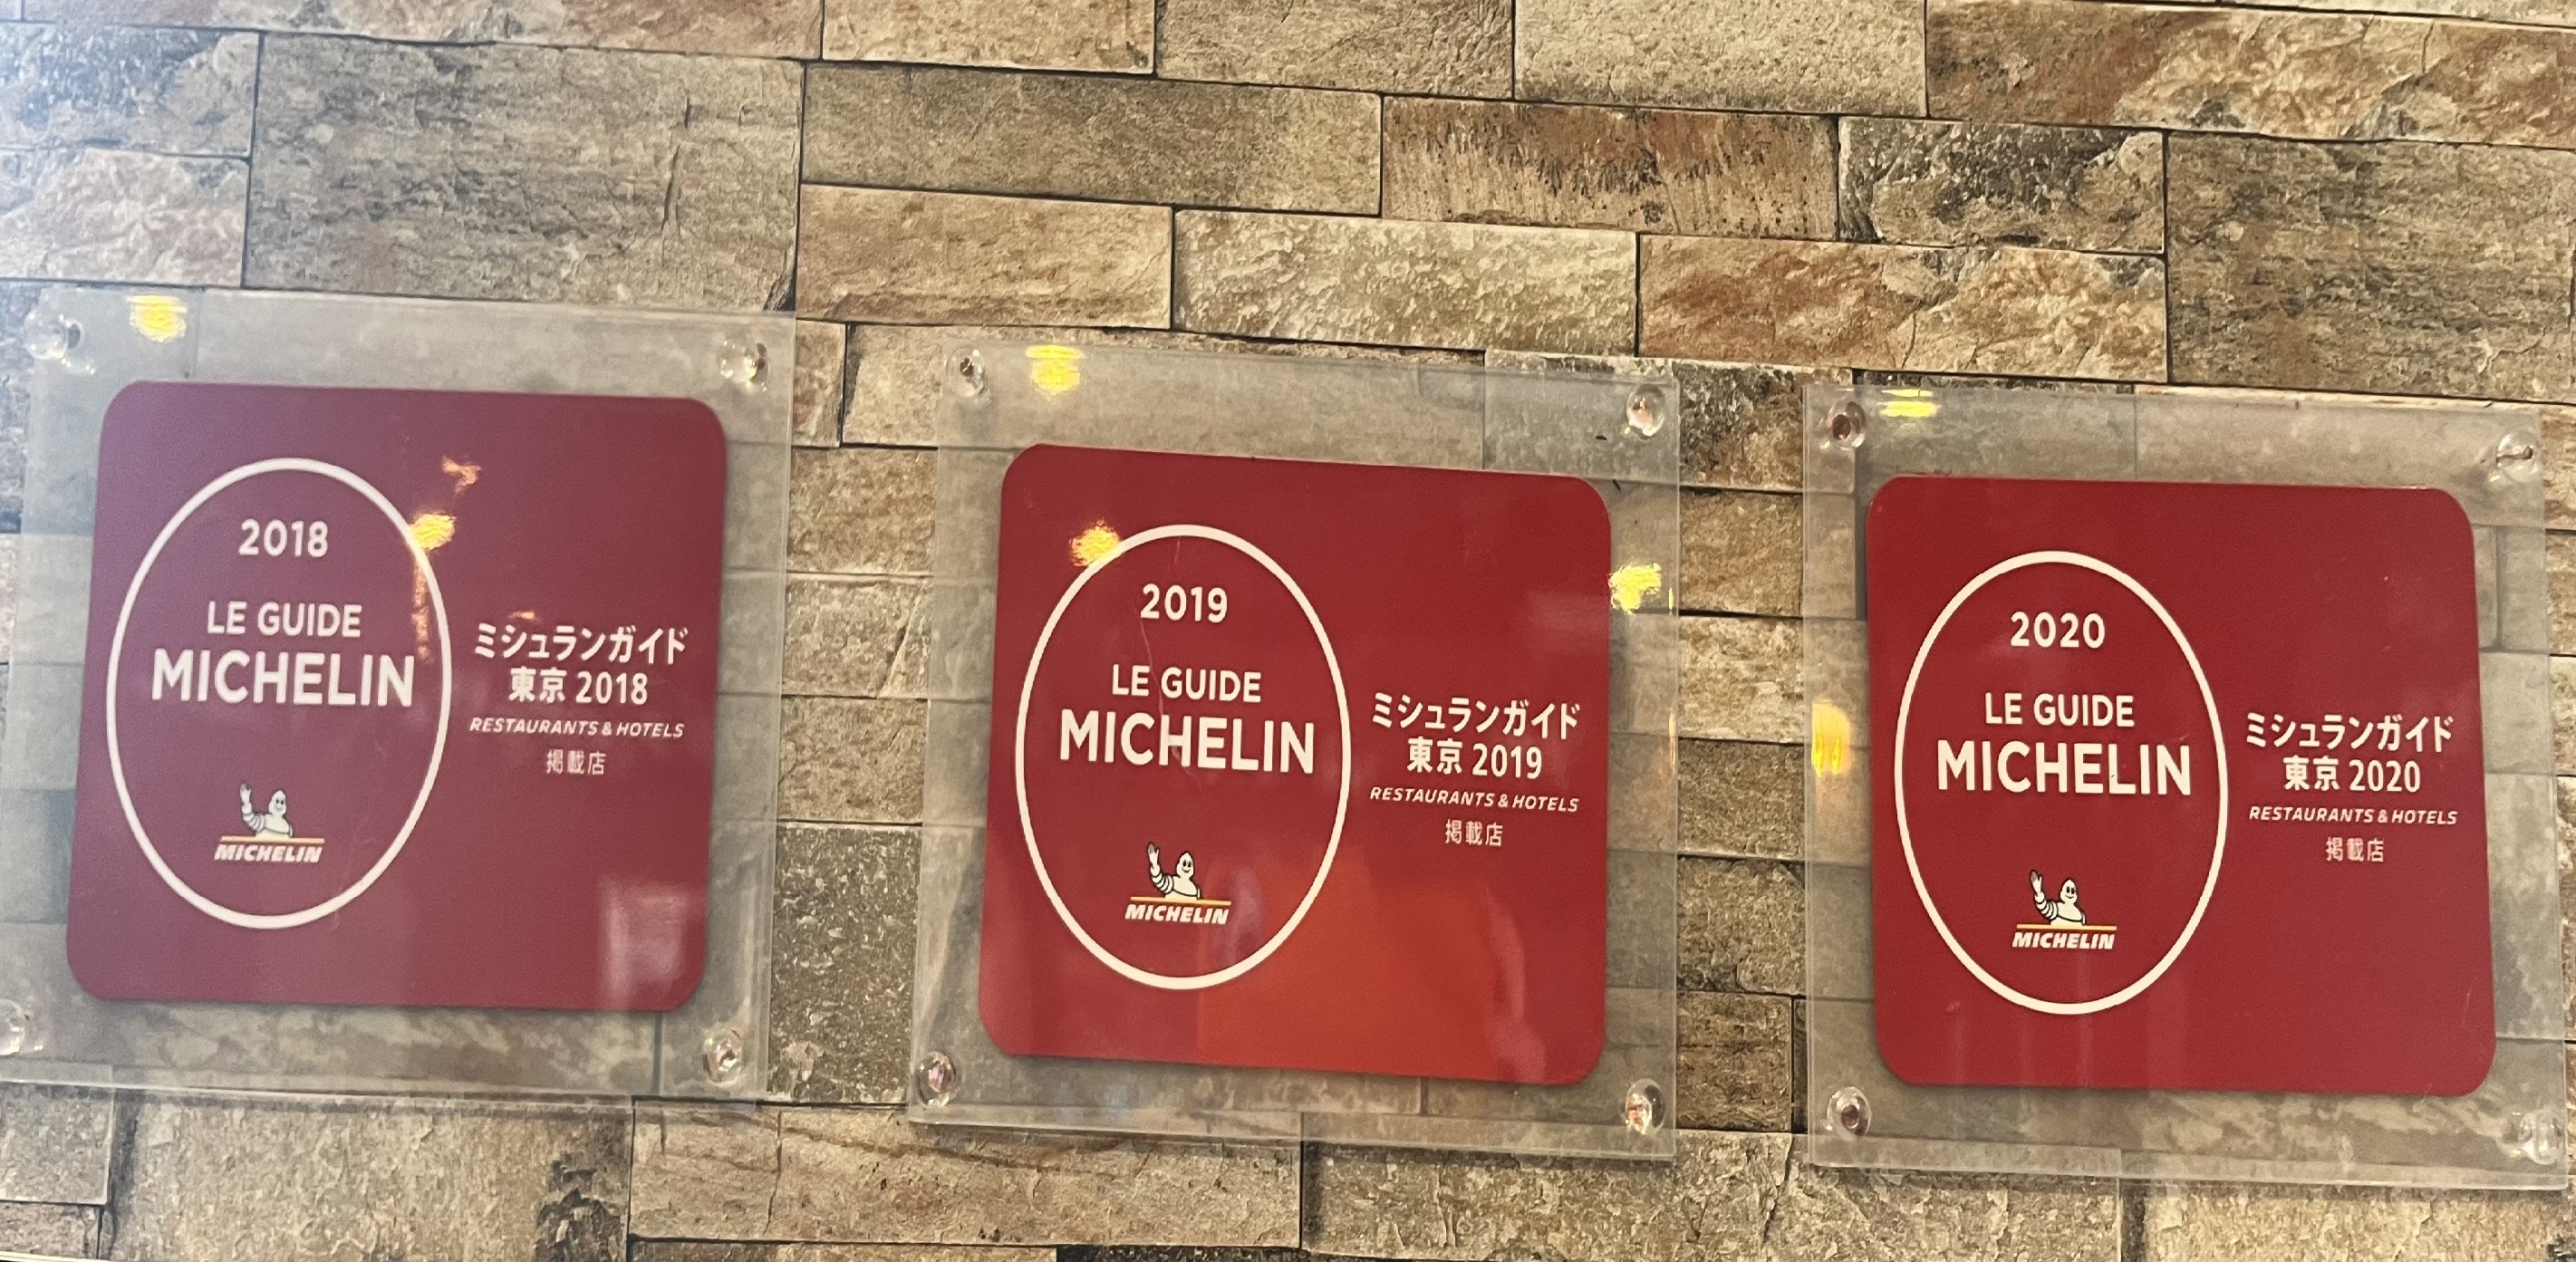 2018
LE GUIDE
MICHELIN
MICHELIN
ミシュランガイド
東京 2018
RESTAURANTS & HOTELS
掲載店
2019
LE GUIDE
MICHELIN
MICHELIN
ミシュランガイド
東京 2019
RESTAURANTS & HOTELS
掲載店
2020
LE GUIDE
MICHELIN
MICHELIN
ミシュランガイド
東京 2020
RESTAURANTS & HOTELS
掲載店